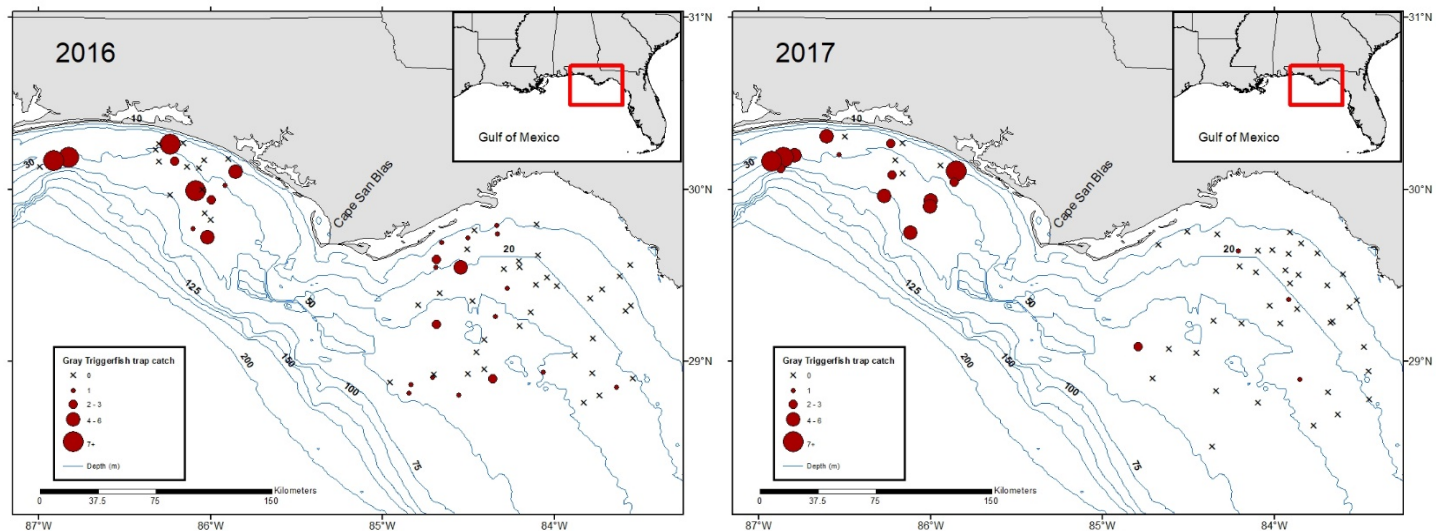 2016
Gulf of Mexico
Cape San Blas
10
30
20
125
50
200
150
100
75
Gray Triggerfish trap catch
0
1
2 - 3
4 - 6
7+
Depth (m)
Kilometers
0 37.5 75 150
87°W 86°W 85°W 84°W
2017
Gulf of Mexico
Cape San Blas
10
30
20
125
50
200
150
100
75
Gray Triggerfish trap catch
0
1
2 - 3
4 - 6
7+
Depth (m)
Kilometers
0 37.5 75 150
87°W 86°W 85°W 84°W
31°N
30°N
29°N
31°N
30°N
29°N